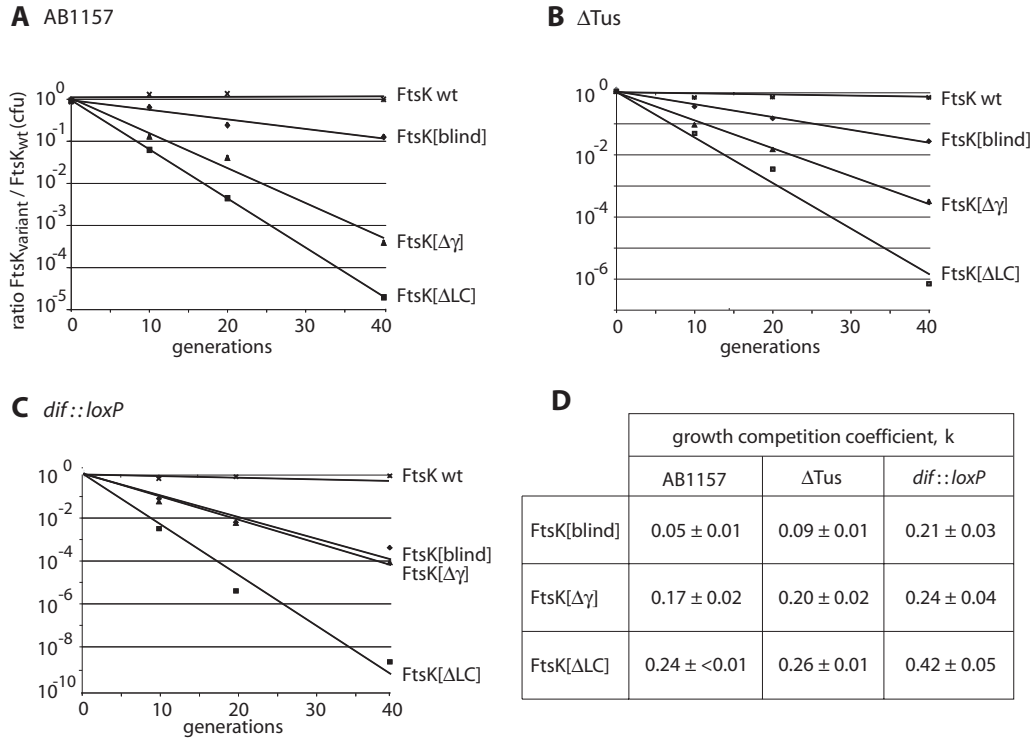 A AB1157
ratio FtsKvariant / FtsKwt (cfu)
10^0
10^-1
10^-2
10^-3
10^-4
10^-5
FtsK wt
FtsK[blind]
FtsK[Δγ]
FtsK[ΔLC]
0 10 20 30 40
generations
B ΔTus
10^0
10^-2
10^-4
10^-6
FtsK wt
FtsK[blind]
FtsK[Δγ]
FtsK[ΔLC]
0 10 20 30 40
generations
C dif::loxP
10^0
10^-2
10^-4
10^-6
10^-8
10^-10
FtsK wt
FtsK[blind]
FtsK[Δγ]
FtsK[ΔLC]
0 10 20 30 40
generations
D
growth competition coefficient, k
AB1157 ΔTus dif::loxP
FtsK[blind] 0.05 ± 0.01 0.09 ± 0.01 0.21 ± 0.03
FtsK[Δγ] 0.17 ± 0.02 0.20 ± 0.02 0.24 ± 0.04
FtsK[ΔLC] 0.24 ± <0.01 0.26 ± 0.01 0.42 ± 0.05